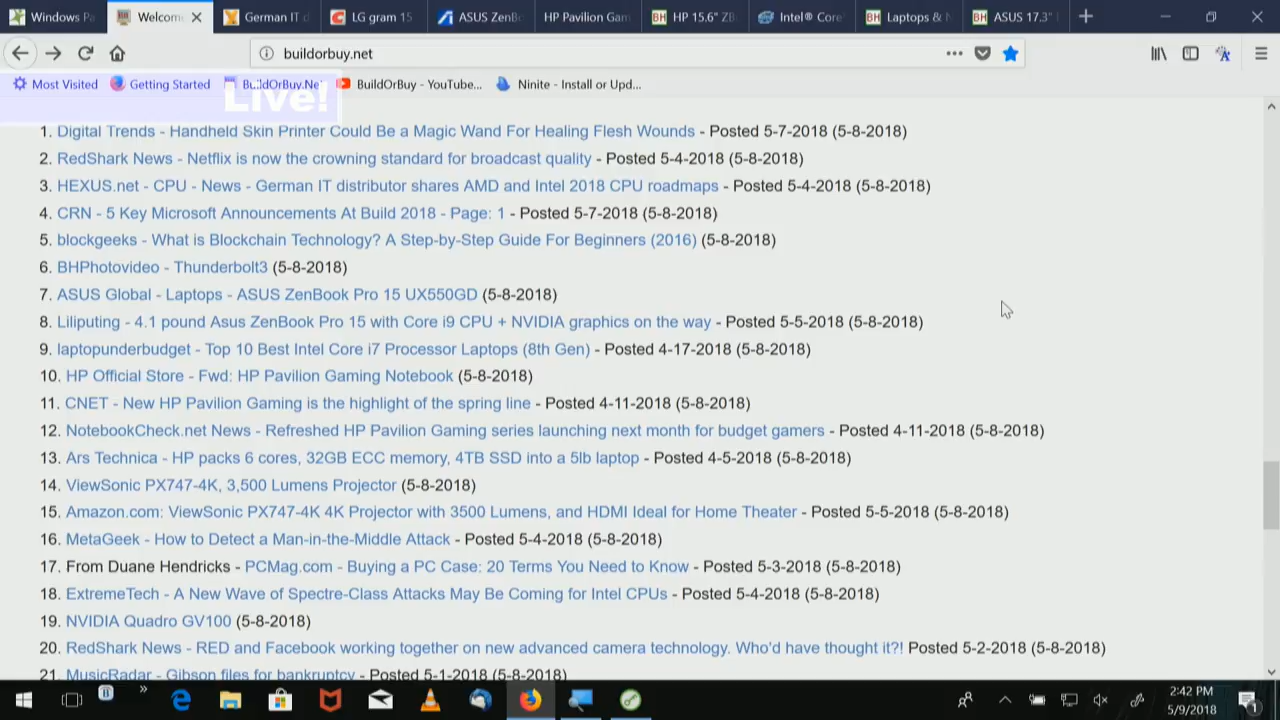 Windows Pa
Welcom
German IT d
LG gram 15
ASUS ZenB
HP Pavilion Gam
HP 15.6" ZB
Intel® Core
Laptops & N
ASUS 17.3"
buildorbuy.net
Most Visited
Getting Started
BuildOrBuy.Ne
BuildOrBuy - YouTube...
Ninite - Install or Upd...
Live!
1. Digital Trends - Handheld Skin Printer Could Be a Magic Wand For Healing Flesh Wounds - Posted 5-7-2018 (5-8-2018)
2. RedShark News - Netflix is now the crowning standard for broadcast quality - Posted 5-4-2018 (5-8-2018)
3. HEXUS.net - CPU - News - German IT distributor shares AMD and Intel 2018 CPU roadmaps - Posted 5-4-2018 (5-8-2018)
4. CRN - 5 Key Microsoft Announcements At Build 2018 - Page: 1 - Posted 5-7-2018 (5-8-2018)
5. blockgeeks - What is Blockchain Technology? A Step-by-Step Guide For Beginners (2016) (5-8-2018)
6. BHPhotovideo - Thunderbolt3 (5-8-2018)
7. ASUS Global - Laptops - ASUS ZenBook Pro 15 UX550GD (5-8-2018)
8. Liliputing - 4.1 pound Asus ZenBook Pro 15 with Core i9 CPU + NVIDIA graphics on the way - Posted 5-5-2018 (5-8-2018)
9. laptopunderbudget - Top 10 Best Intel Core i7 Processor Laptops (8th Gen) - Posted 4-17-2018 (5-8-2018)
10. HP Official Store - Fwd: HP Pavilion Gaming Notebook (5-8-2018)
11. CNET - New HP Pavilion Gaming is the highlight of the spring line - Posted 4-11-2018 (5-8-2018)
12. NotebookCheck.net News - Refreshed HP Pavilion Gaming series launching next month for budget gamers - Posted 4-11-2018 (5-8-2018)
13. Ars Technica - HP packs 6 cores, 32GB ECC memory, 4TB SSD into a 5lb laptop - Posted 4-5-2018 (5-8-2018)
14. ViewSonic PX747-4K, 3,500 Lumens Projector (5-8-2018)
15. Amazon.com: ViewSonic PX747-4K 4K Projector with 3500 Lumens, and HDMI Ideal for Home Theater - Posted 5-5-2018 (5-8-2018)
16. MetaGeek - How to Detect a Man-in-the-Middle Attack - Posted 5-4-2018 (5-8-2018)
17. From Duane Hendricks - PCMag.com - Buying a PC Case: 20 Terms You Need to Know - Posted 5-3-2018 (5-8-2018)
18. ExtremeTech - A New Wave of Spectre-Class Attacks May Be Coming for Intel CPUs - Posted 5-4-2018 (5-8-2018)
19. NVIDIA Quadro GV100 (5-8-2018)
20. RedShark News - RED and Facebook working together on new advanced camera technology. Who'd have thought it?! Posted 5-2-2018 (5-8-2018)
21. MusicRadar - Gibson files for bankruptcy - Posted 5-1-2018 (5-8-2018)
2:42 PM
5/9/2018